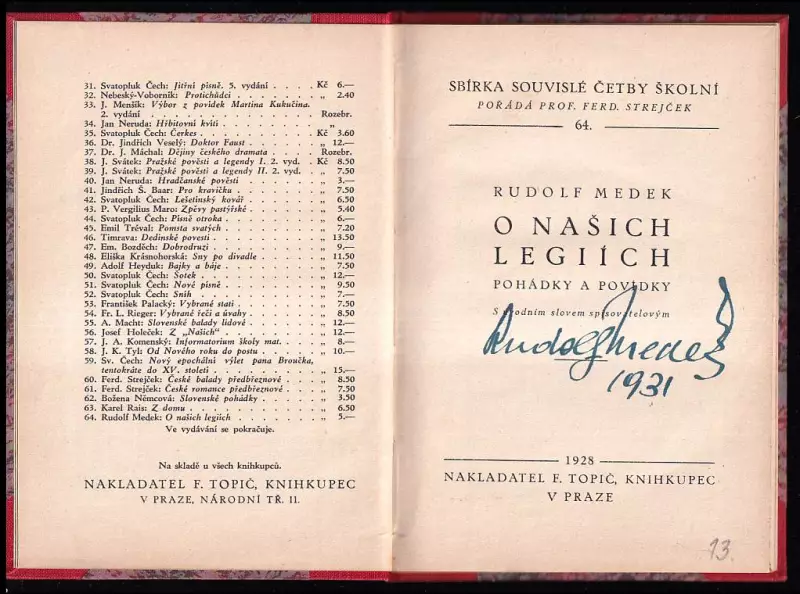 31. Svatopluk Čech: Jitřní písně. 5. vydání . . . . . Kč 6.—
32. Nebeský-Voborník: Protichůdci . . . . . . . „ 2.40
33. J. Menšík: Výbor z povídek Martina Kukučína.
2. vydání . . . . . . . . . . . . . . Rozebr.
34. Jan Neruda: Hřbitovní kvítí . . . . . . . . „
35. Svatopluk Čech: Čerkes . . . . . . . . . Kč 3.60
36. Dr. Jindřich Veselý: Doktor Faust . . . . . . „ 12.—
37. Dr. J. Máchal: Dějiny českého dramata . . . . . Rozebr.
38. J. Svátek: Pražské pověsti a legendy I. 2. vyd. . . Kč 8.50
39. J. Svátek: Pražské pověsti a legendy II. 2 vyd. . . „ 7.50
40. Jan Neruda: Hradčanské pověsti . . . . . . . „ 3.—
41. Jindřich Š. Baar: Pro kravičku . . . . . . . „ 7.50
42. Svatopluk Čech: Lešetínský kovář . . . . . . „ 6.50
43. P. Vergilius Maro: Zpěvy pastýřské . . . . . . „ 5.40
44. Svatopluk Čech: Písně otroka . . . . . . . . „ 6.—
45. Emil Tréval: Pomsta svatých . . . . . . . . „ 7.20
46. Timrava: Dedinské povesti . . . . . . . . . „ 13.50
47. Em. Bozděch: Dobrodruzi . . . . . . . . . „ 9.—
48. Eliška Krásnohorská: Sny po divadle . . . . . „ 11.50
49. Adolf Heyduk: Bajky a báje . . . . . . . . „ 7.50
50. Svatopluk Čech: Šotek . . . . . . . . . . „ 12.—
51. Svatopluk Čech: Nové písně . . . . . . . . „ 9.50
52. Svatopluk Čech: Sníh . . . . . . . . . . „ 7.—
53. František Palacký: Vybrané stati . . . . . . . „ 7.50
54. Fr. L. Rieger: Vybrané řeči a úvahy . . . . . . „ 8.50
55. A. Macht: Slovenské balady lidové . . . . . . „ 12.—
56. Josef Holeček: Z „Našich“ . . . . . . . . . „ 12.—
57. J. A. Komenský: Informatorium školy mat. . . . . „ 8.—
58. J. K. Tyl: Od Nového roku do postu . . . . . . „ 10.—
59. Sv. Čech: Nový epochální výlet pana Broučka,
tentokráte do XV. století . . . . . . . . „ 15.—
60. Ferd. Strejček: České balady předbřeznové . . . . „ 8.50
61. Ferd. Strejček: České romance předbřeznové . . . „ 7.50
62. Božena Němcová: Slovenské pohádky . . . . . „ 3.50
63. Karel Rais: Z domu . . . . . . . . . . . „ 6.50
64. Rudolf Medek: O našich legiích . . . . . . . „ 5.—
Ve vydávání se pokračuje.
Na skladě u všech knihkupců.
NAKLADATEL F. TOPIČ, KNIHKUPEC
V PRAZE, NÁRODNÍ TŘ. 11.
SBÍRKA SOUVISLÉ ČETBY ŠKOLNÍ
POŘÁDÁ PROF. FERD. STREJČEK
64.
RUDOLF MEDEK
O NAŠICH
LEGIÍCH
POHÁDKY A POVÍDKY
S úvodním slovem spisovatelovým
Rudolf Medek
1931
1928
NAKLADATEL F. TOPIČ, KNIHKUPEC
V PRAZE
13.